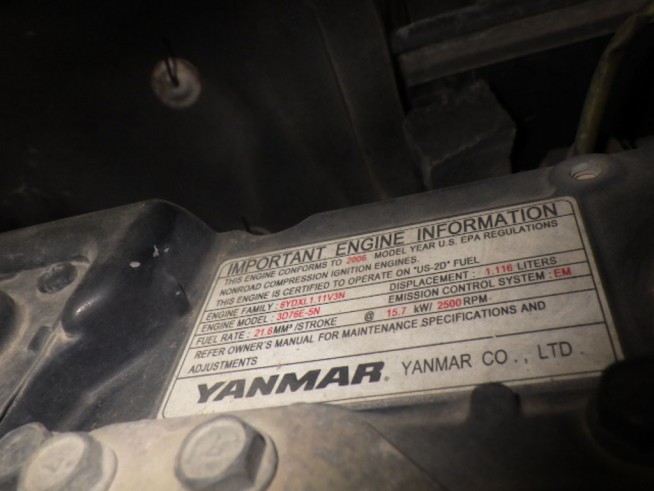 IMPORTANT ENGINE INFORMATION
THIS ENGINE CONFORMS TO 2006 MODEL YEAR U.S. EPA REGULATIONS
NONROAD COMPRESSION IGNITION ENGINES.
THIS ENGINE IS CERTIFIED TO OPERATE ON "US-2D" FUEL
ENGINE FAMILY : 6YDXL1.11V3N DISPLACEMENT : 1.116 LITERS
ENGINE MODEL : 3D76E-5N EMISSION CONTROL SYSTEM : EM
FUEL RATE : 21.6MM³/STROKE @ 15.7 kW/ 2500RPM
REFER OWNER'S MANUAL FOR MAINTENANCE SPECIFICATIONS AND
ADJUSTMENTS
YANMAR. YANMAR CO., LTD.